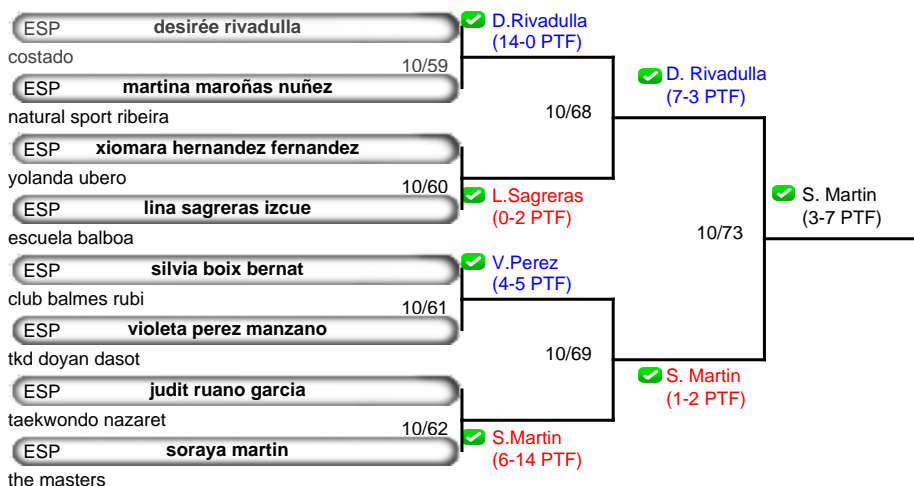 ESP desirée rivadulla
costado
10/59
ESP martina maroñas nuñez
natural sport ribeira
ESP xiomara hernandez fernandez
yolanda ubero
10/60
ESP lina sagreras izcue
escuela balboa
ESP silvia boix bernat
club balmes rubi
10/61
ESP violeta perez manzano
tkd doyan dasot
ESP judit ruano garcia
taekwondo nazaret
10/62
ESP soraya martin
the masters
D.Rivadulla
(14-0 PTF)
L.Sagreras
(0-2 PTF)
V.Perez
(4-5 PTF)
S.Martin
(6-14 PTF)
10/68
10/69
D. Rivadulla
(7-3 PTF)
S. Martin
(1-2 PTF)
10/73
S. Martin
(3-7 PTF)